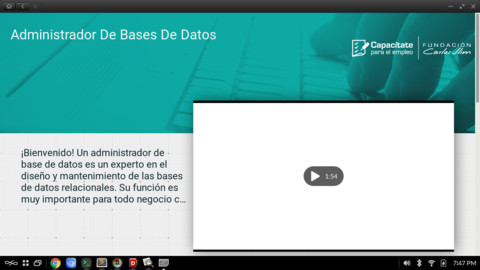 Administrador De Bases De Datos
Capacítate
para el empleo
FUNDACIÓN
Carlos Slim
¡Bienvenido! Un administrador de
base de datos es un experto en el
diseño y mantenimiento de las bases
de datos relacionales. Su función es
muy importante para todo negocio c...
1:54
7:47 PM